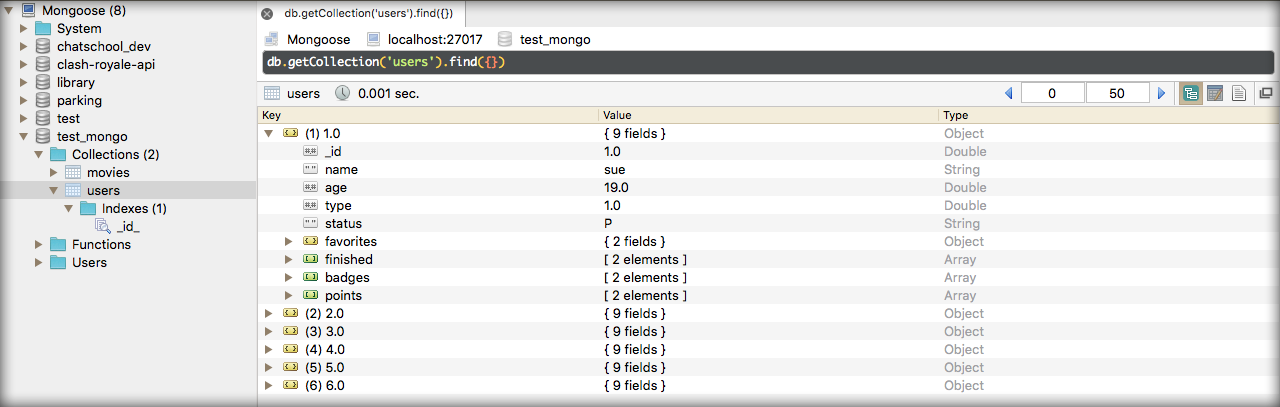 Mongoose (8)
System
chatschool_dev
clash-royale-api
library
parking
test
test_mongo
Collections (2)
movies
users
Indexes (1)
_id_
Functions
Users
db.getCollection('users').find({})
Mongoose localhost:27017 test_mongo
db.getCollection('users').find({})
users 0.001 sec. 0 50
Key Value Type
(1) 1.0 { 9 fields } Object
_id 1.0 Double
name sue String
age 19.0 Double
type 1.0 Double
status P String
favorites { 2 fields } Object
finished [ 2 elements ] Array
badges [ 2 elements ] Array
points [ 2 elements ] Array
(2) 2.0 { 9 fields } Object
(3) 3.0 { 9 fields } Object
(4) 4.0 { 9 fields } Object
(5) 5.0 { 9 fields } Object
(6) 6.0 { 9 fields } Object